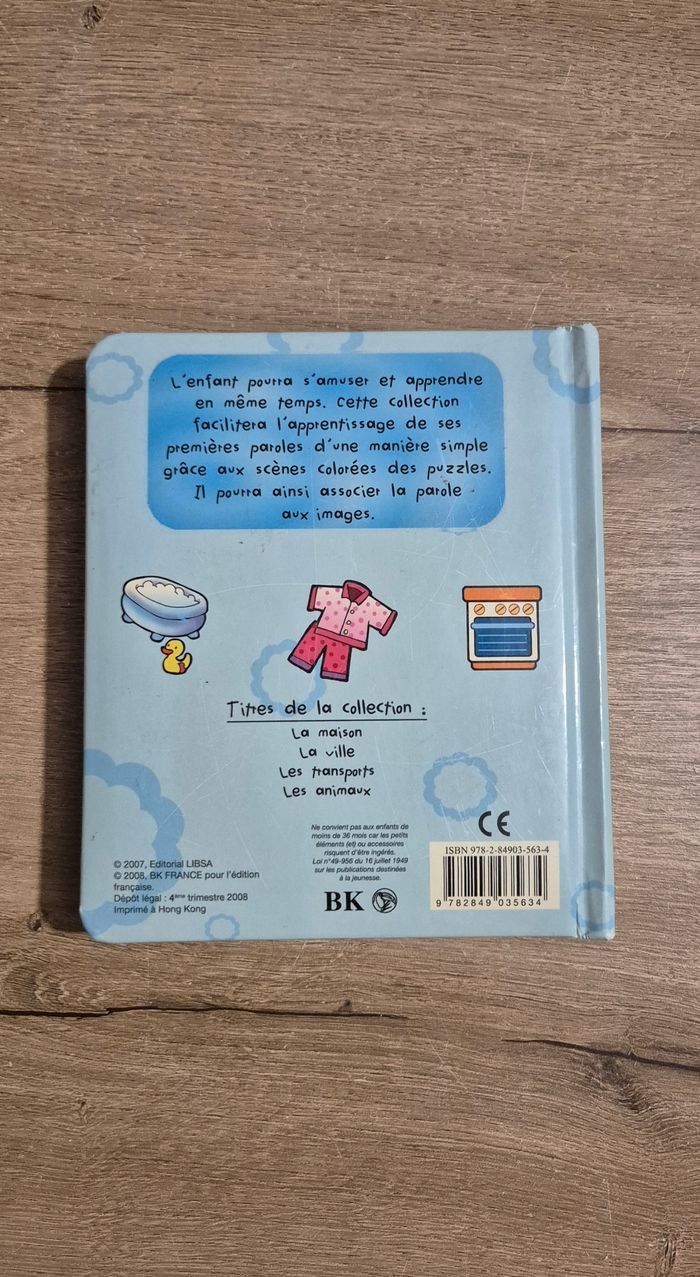 L'enfant pourra s'amuser et apprendre
en même temps. Cette collection
facilitera l'apprentissage de ses
premières paroles d'une manière simple
grâce aux scènes colorées des puzzles.
Il pourra ainsi associer la parole
aux images.
Titres de la collection :
La maison
La ville
Les transports
Les animaux
© 2007, Editorial LIBSA
© 2008, BK FRANCE pour l'édition
française.
Dépôt légal : 4ème trimestre 2008
Imprimé à Hong Kong
Ne convient pas aux enfants de
moins de 36 mois car les petits
éléments (et) ou accessoires
risquent d'être ingérés.
Loi n°49-956 du 16 juillet 1949
sur les publications destinées
à la jeunesse.
BK
CE
ISBN 978-2-84903-563-4
9 782849 035634